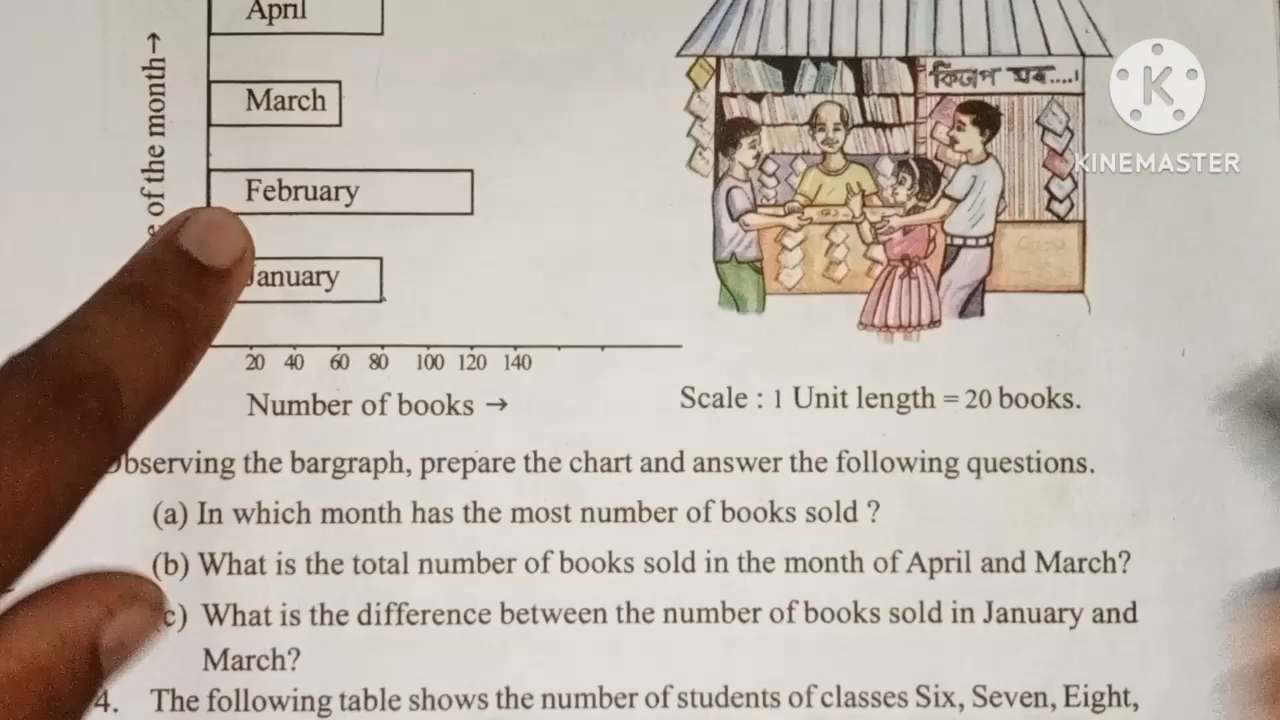 April
of the month→
March
February
January
20 40 60 80 100 120 140
Number of books →
কিতাপ ঘৰ....।
K
KINEMASTER
Scale : 1 Unit length = 20 books.
Observing the bargraph, prepare the chart and answer the following questions.
(a) In which month has the most number of books sold ?
(b) What is the total number of books sold in the month of April and March?
c) What is the difference between the number of books sold in January and
March?
4. The following table shows the number of students of classes Six, Seven, Eight,